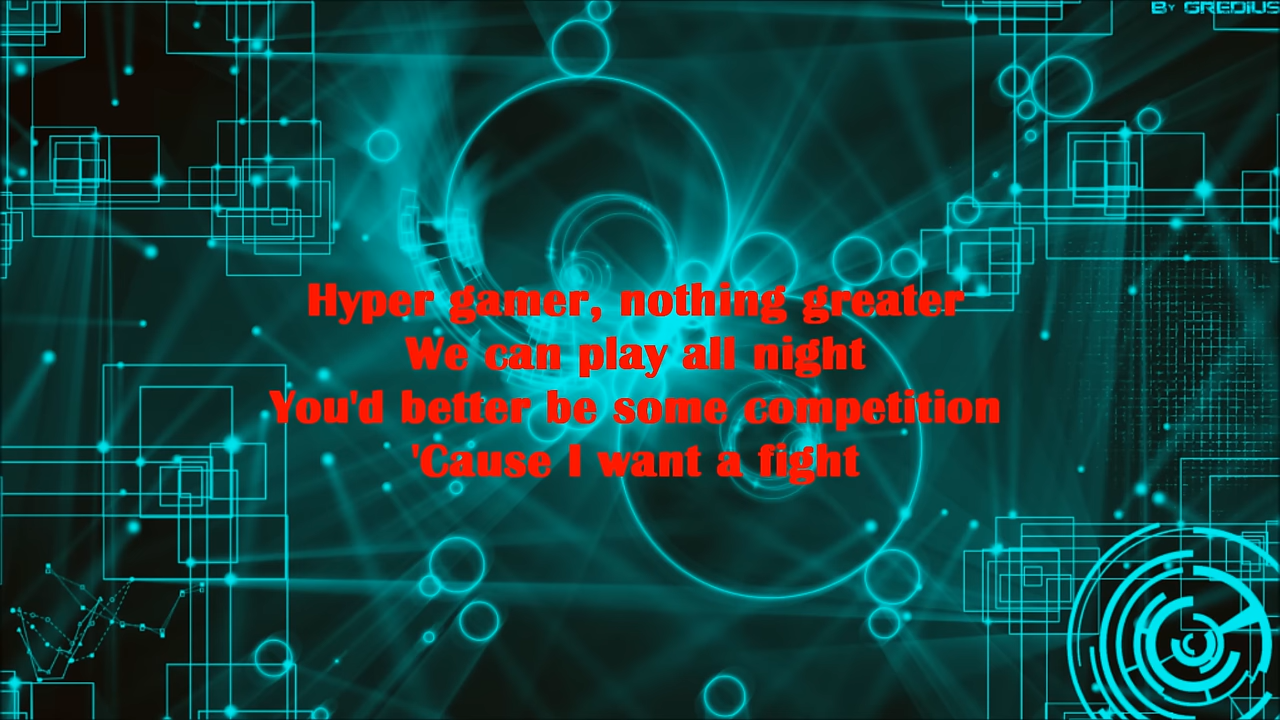 By GREDiUS
Hyper gamer, nothing greater
We can play all night
You'd better be some competition
'Cause I want a fight